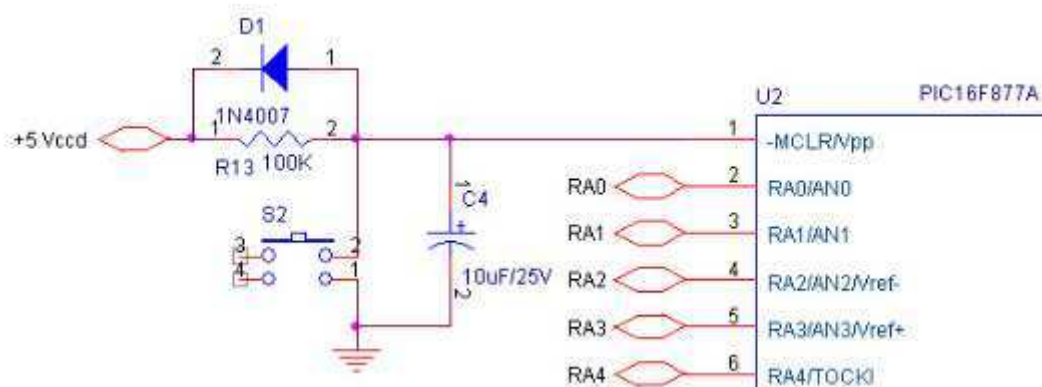 D1
2 1
U2 PIC16F877A
1N4007
+5 Vccd
1 2
R13 100K
1 -MCLR/Vpp
RA0 2 RA0/AN0
1
C4
S2
+
3 2
RA1 3 RA1/AN1
4 1
10uF/25V
2
RA2 4 RA2/AN2/Vref-
RA3 5 RA3/AN3/Vref+
RA4 6 RA4/TOCKI